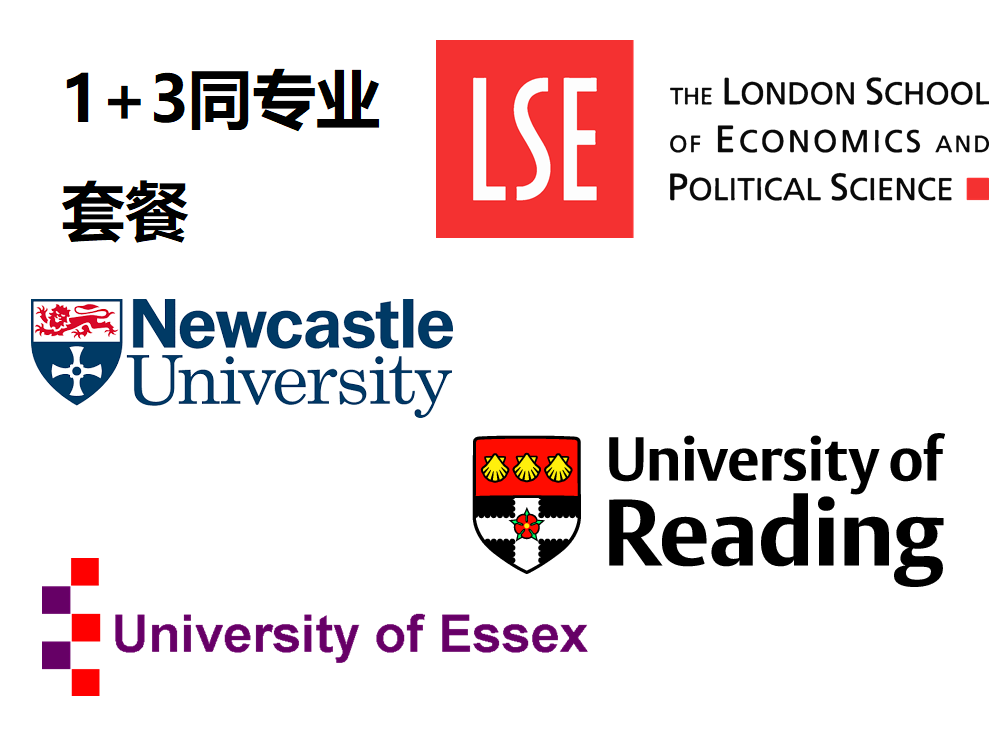 1+3同专业
套餐
LSE
THE LONDON SCHOOL
OF ECONOMICS AND
POLITICAL SCIENCE
Newcastle
University
University of
Reading
University of Essex